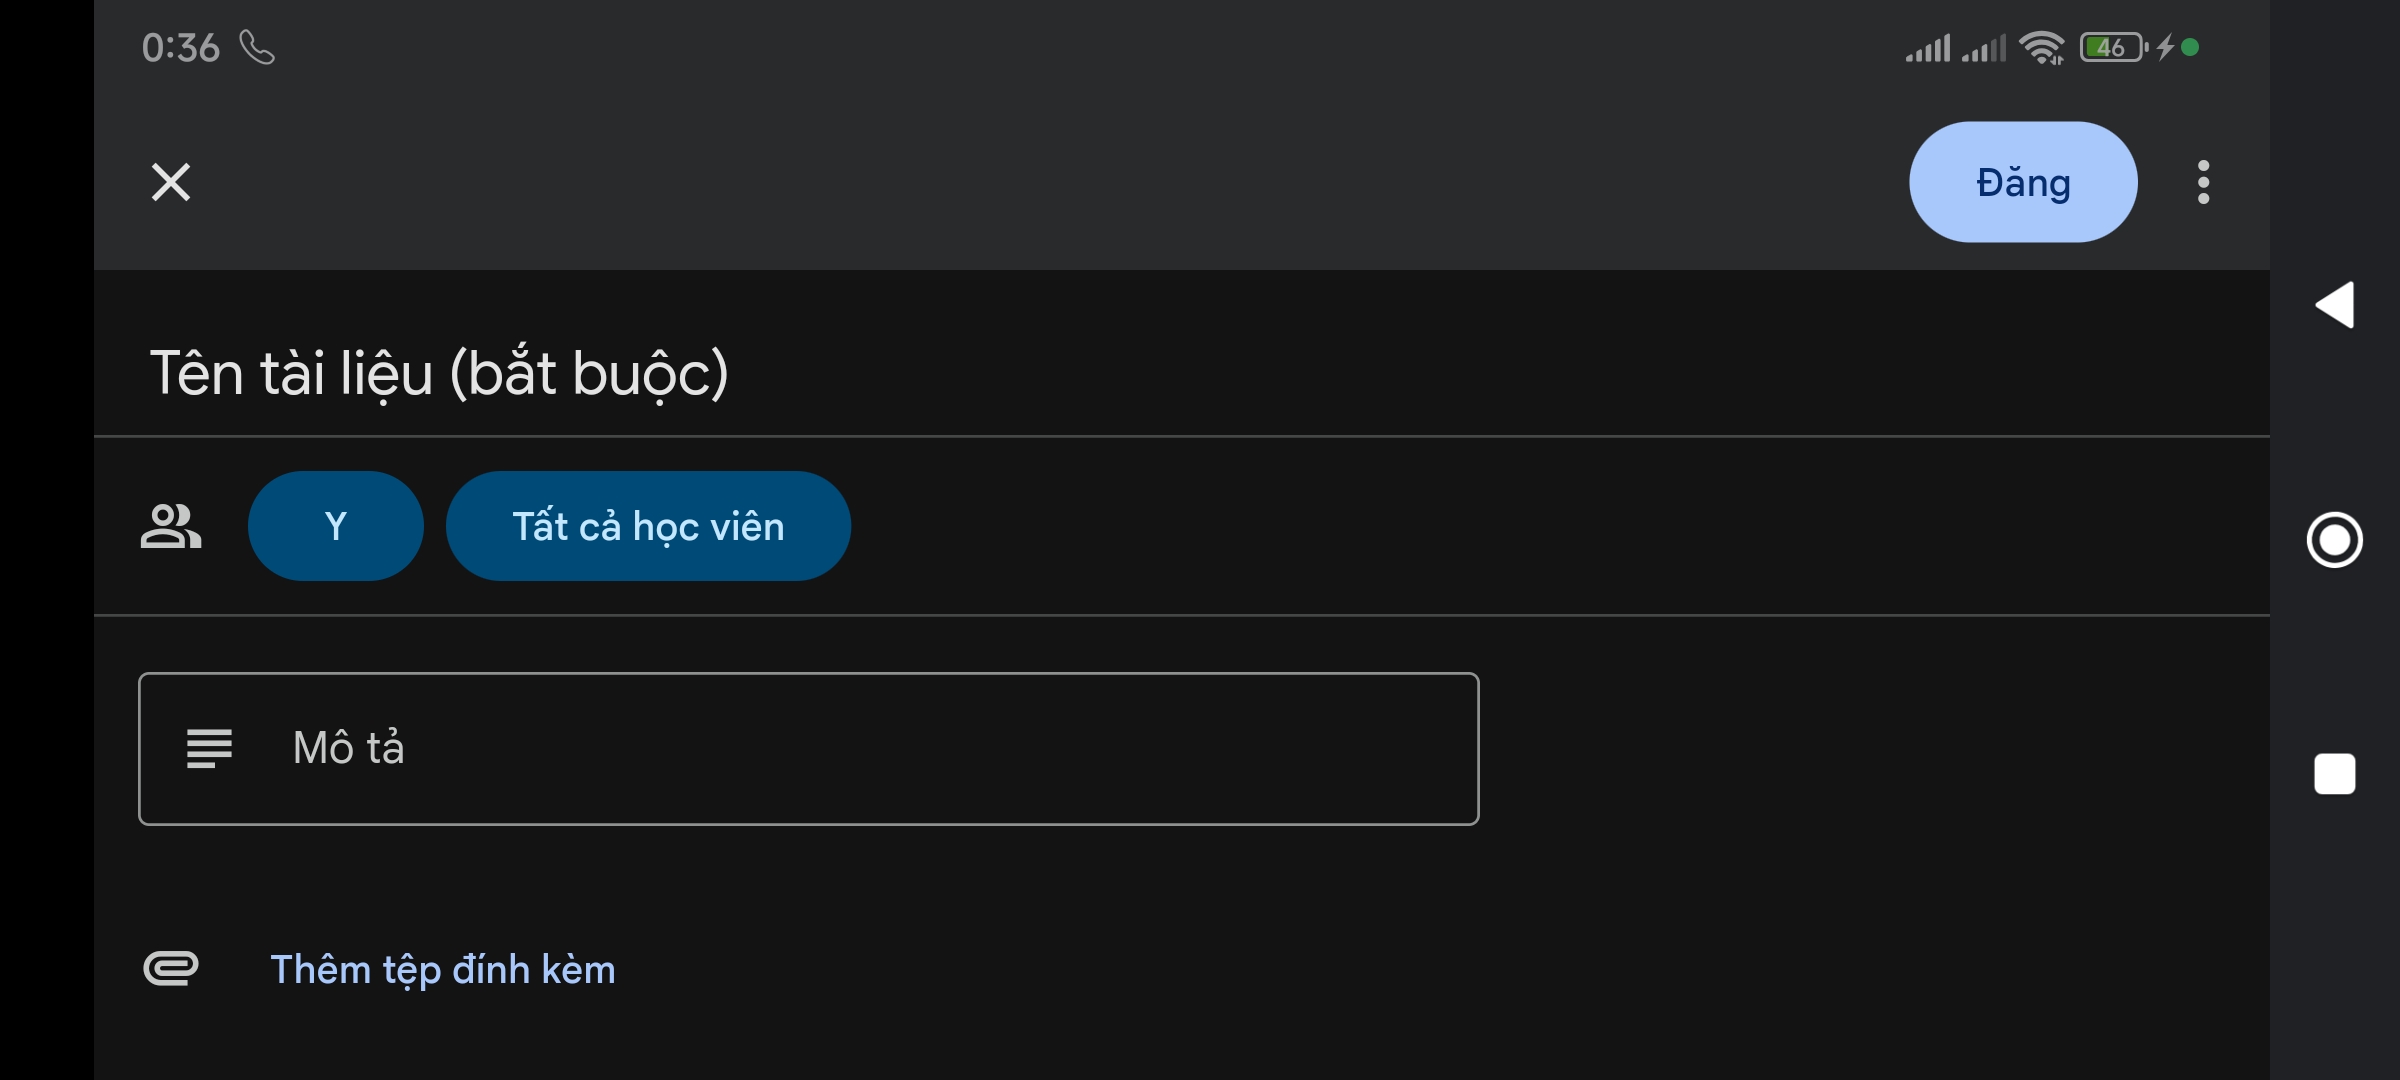 0:36
46
Đăng
Tên tài liệu (bắt buộc)
Y
Tất cả học viên
Mô tả
Thêm tệp đính kèm